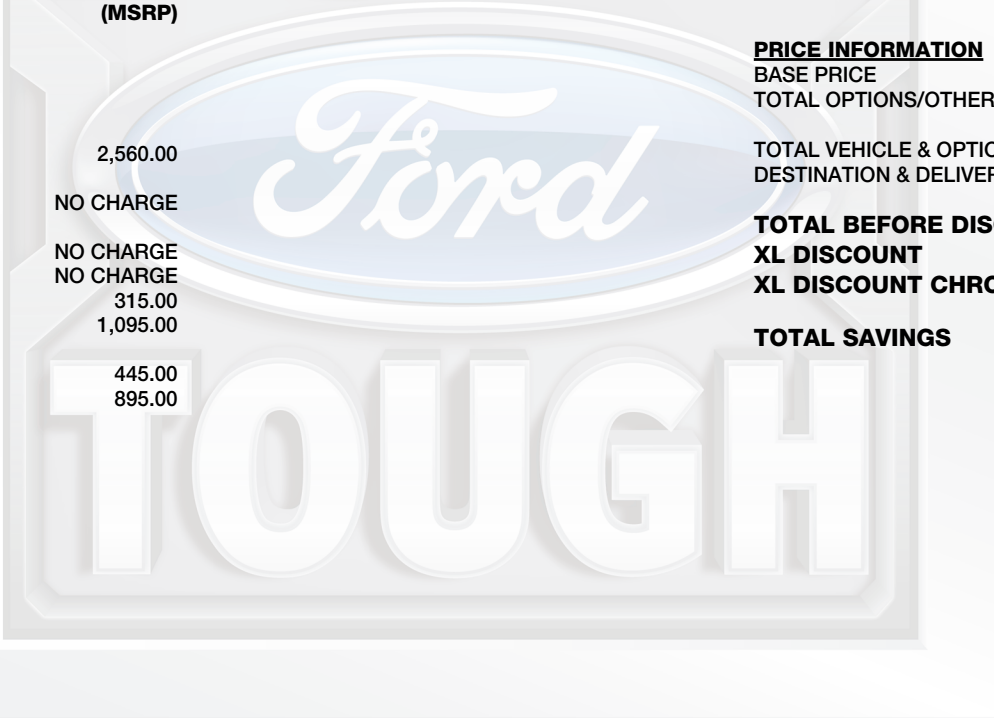 (MSRP)
2,560.00
NO CHARGE
NO CHARGE
NO CHARGE
315.00
1,095.00
445.00
895.00
PRICE INFORMATION
BASE PRICE
TOTAL OPTIONS/OTHER
TOTAL VEHICLE & OPTIO
DESTINATION & DELIVER
TOTAL BEFORE DIS
XL DISCOUNT
XL DISCOUNT CHRO
TOTAL SAVINGS
Ford
TOUGH